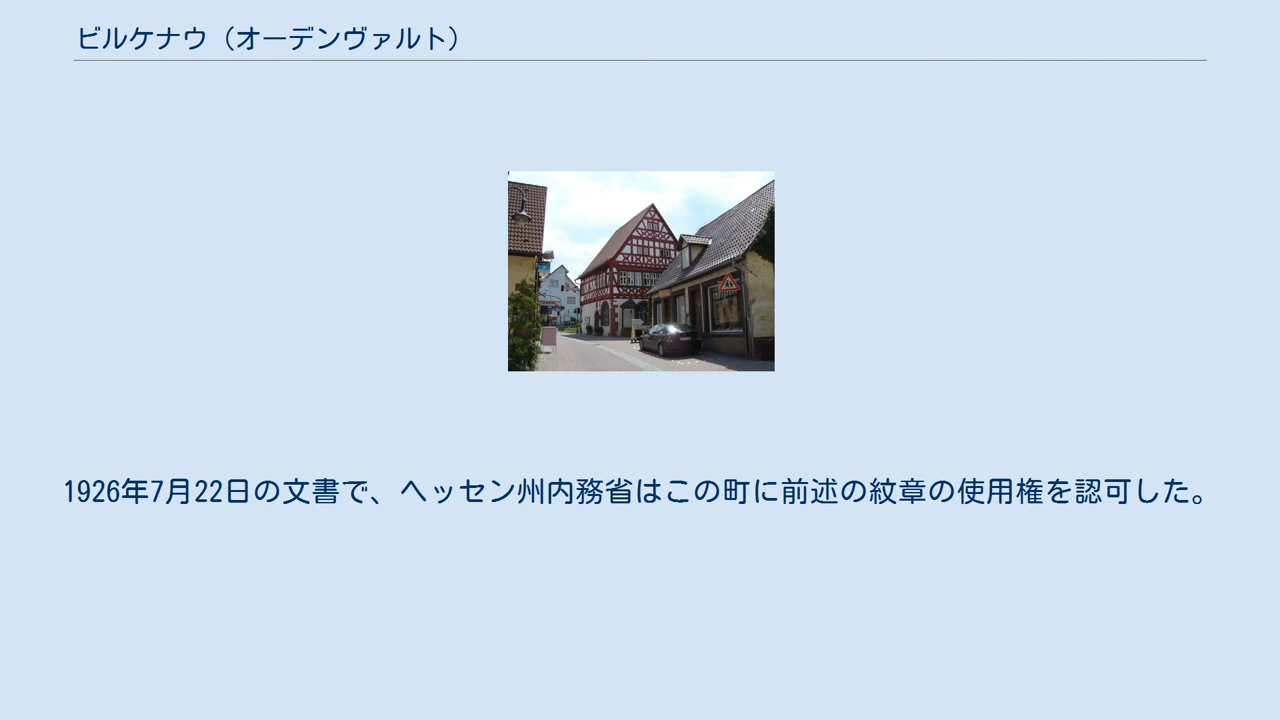 ビルケナウ（オーデンヴァルト）
1926年7月22日の文書で、ヘッセン州内務省はこの町に前述の紋章の使用権を認可した。